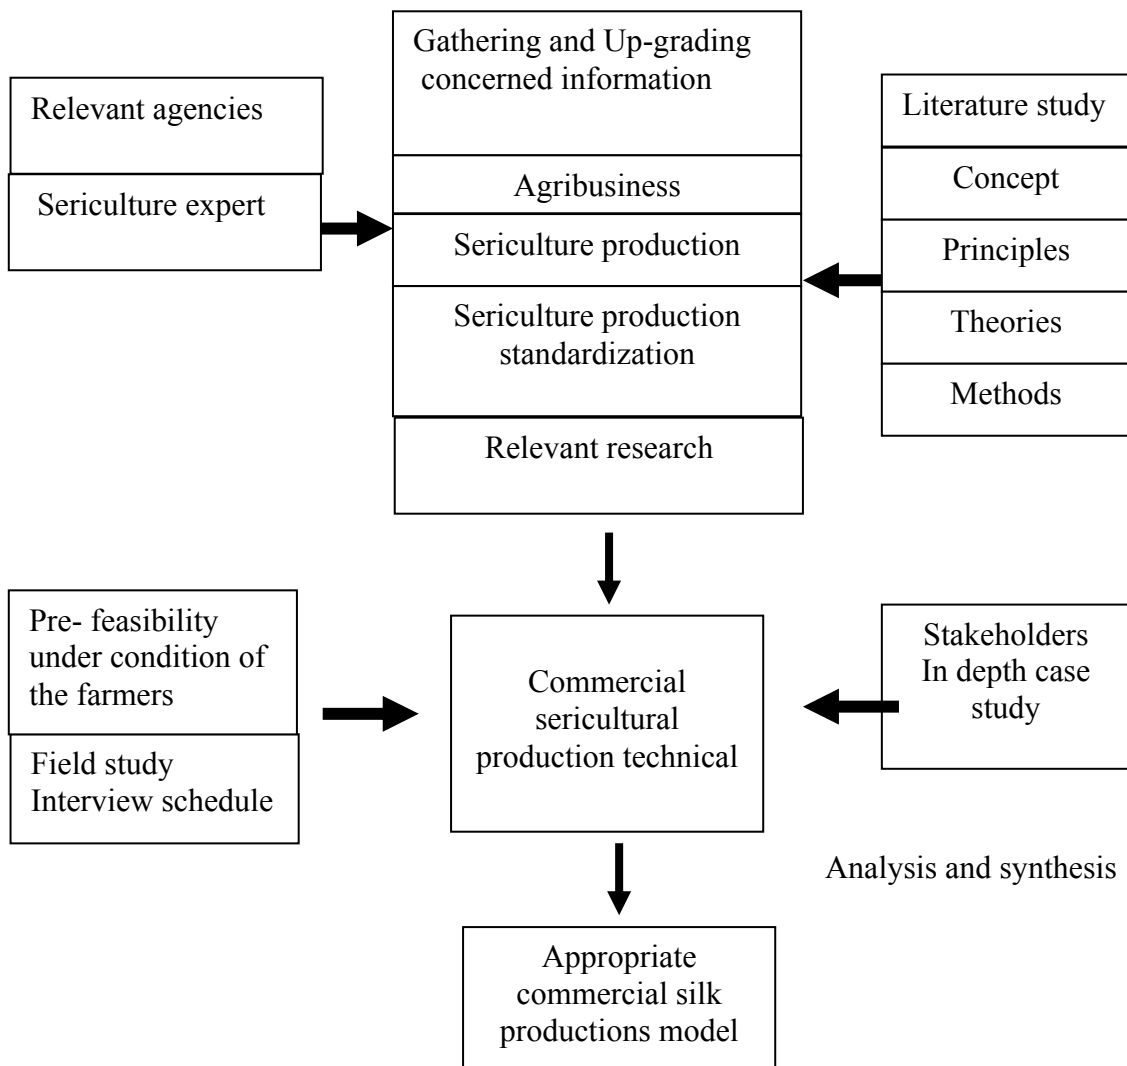 Gathering and Up-grading
concerned information
Relevant agencies
Sericulture expert
Agribusiness
Sericulture production
Sericulture production
standardization
Relevant research
Literature study
Concept
Principles
Theories
Methods
Pre- feasibility
under condition of
the farmers
Field study
Interview schedule
Commercial
sericultural
production technical
Stakeholders
In depth case
study
Analysis and synthesis
Appropriate
commercial silk
productions model